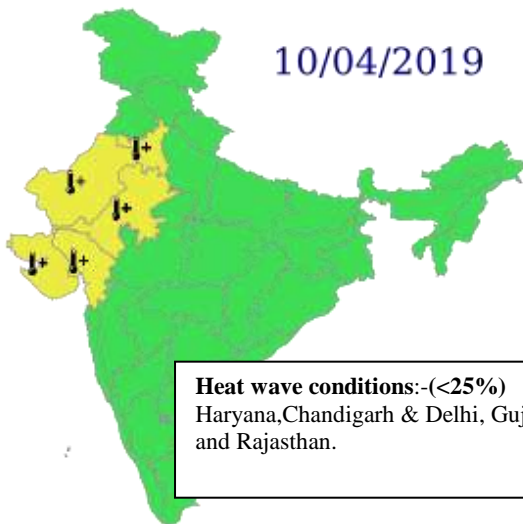 10/04/2019
Heat wave conditions:-(<25%)
Haryana,Chandigarh & Delhi,
and Rajasthan.